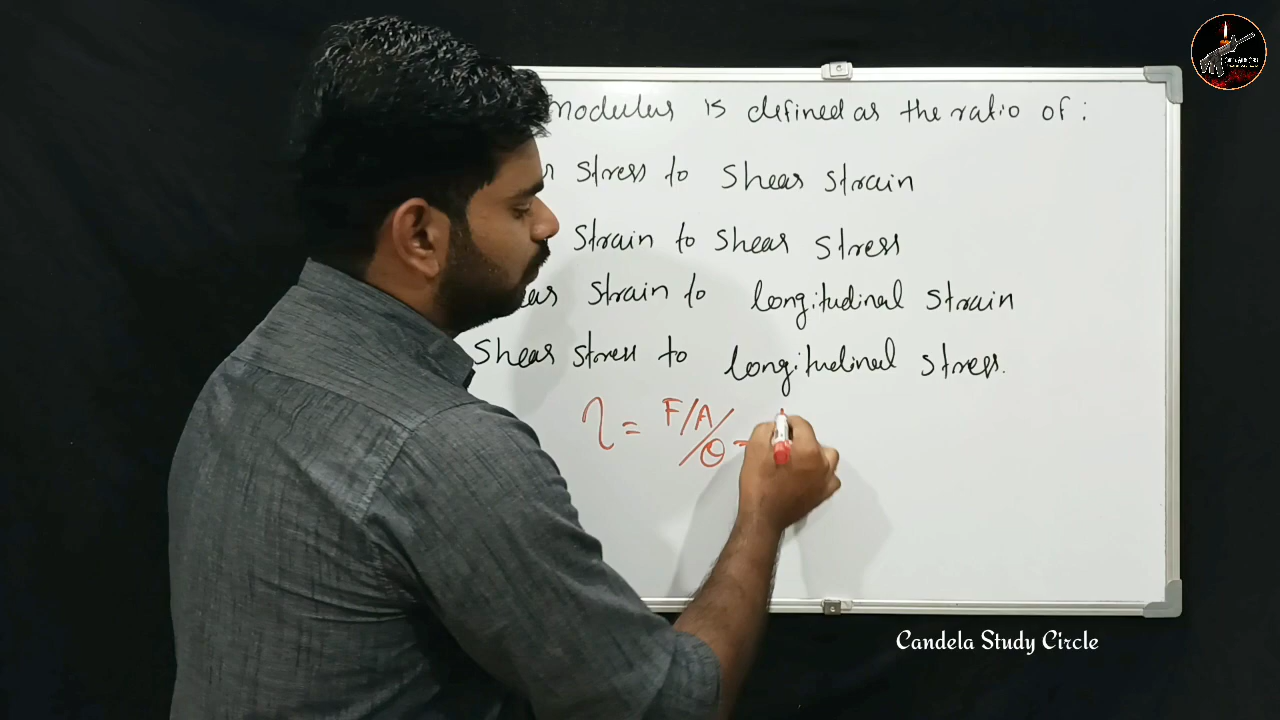 modulus is defined as the ratio of :
stress to shear strain
strain to shear stress
strain to longitudinal strain
Shear stress to longitudinal stress.
η = F/A/θ
Candela Study Circle